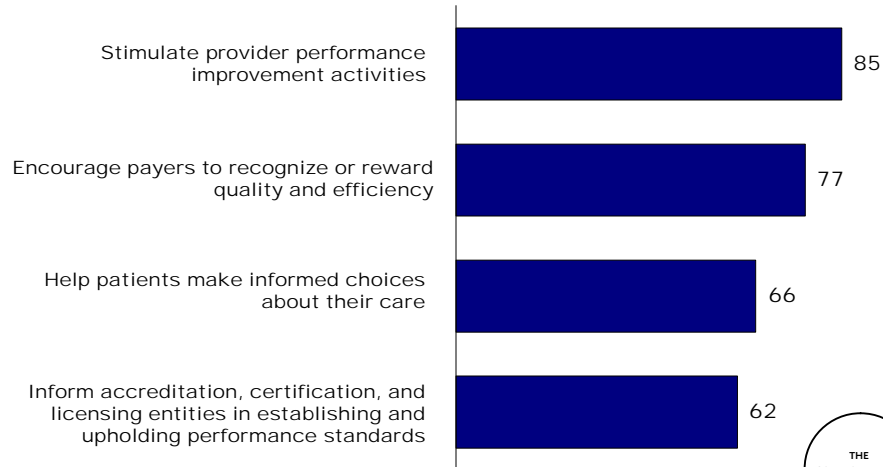 Stimulate provider performance
improvement activities
85
Encourage payers to recognize or reward
quality and efficiency
77
Help patients make informed choices
about their care
66
Inform accreditation, certification, and
licensing entities in establishing and
upholding performance standards
62
THE